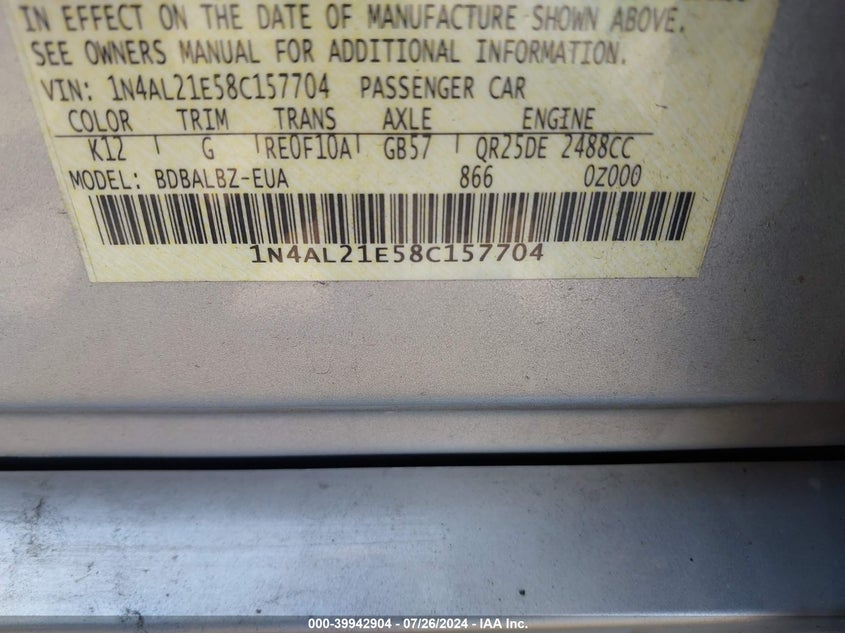 IN EFFECT ON THE DATE OF MANUFACTURE SHOWN ABOVE.
SEE OWNERS MANUAL FOR ADDITIONAL INFORMATION.
VIN: 1N4AL21E58C157704 PASSENGER CAR
COLOR TRIM TRANS AXLE ENGINE
K12 G RE0F10A GB57 QR25DE 2488CC
MODEL: BDBALBZ-EUA 866 0Z000
1N4AL21E58C157704
000-39942904 - 07/26/2024 - IAA Inc.